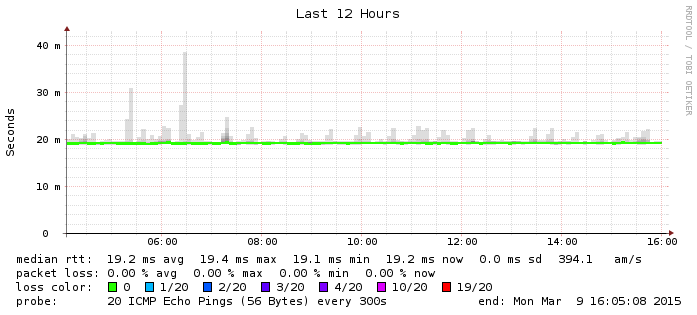 Last 12 Hours
RRDTOOL / TOBI OETIKER
Seconds
40 m
30 m
20 m
10 m
0
06:00 08:00 10:00 12:00 14:00 16:00
median rtt: 19.2 ms avg 19.4 ms max 19.1 ms min 19.2 ms now 0.0 ms sd 394.1 am/s
packet loss: 0.00 % avg 0.00 % max 0.00 % min 0.00 % now
loss color: 0 1/20 2/20 3/20 4/20 10/20 19/20
probe: 20 ICMP Echo Pings (56 Bytes) every 300s end: Mon Mar 9 16:05:08 2015